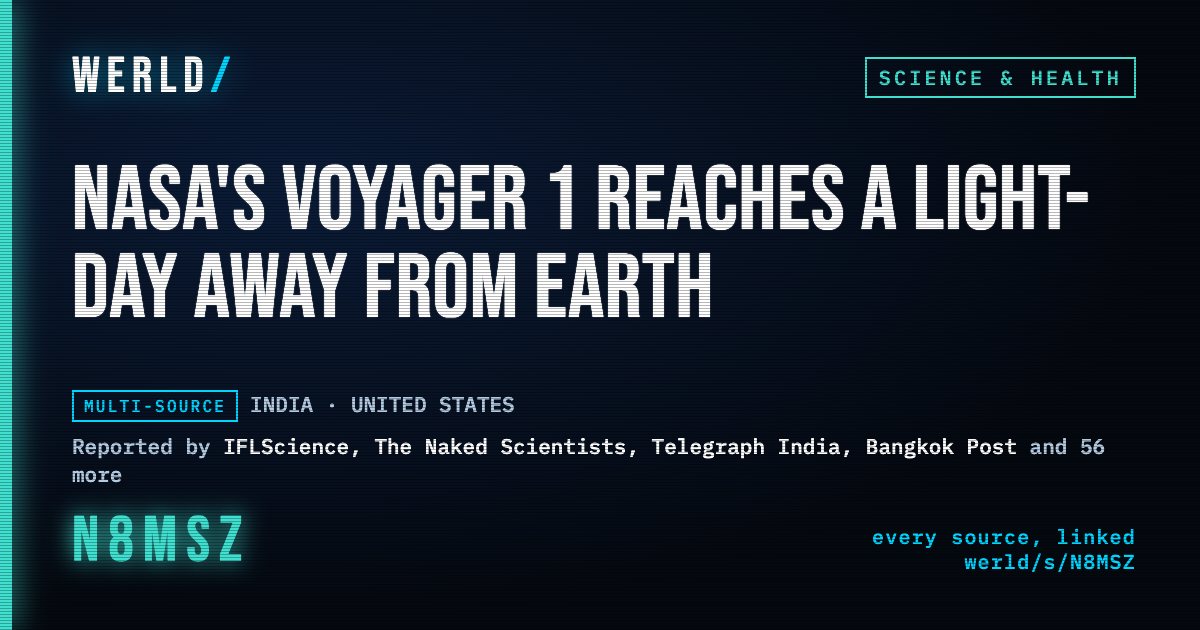 WERLD/
SCIENCE & HEALTH
NASA'S VOYAGER 1 REACHES A LIGHT-
DAY AWAY FROM EARTH
MULTI-SOURCE INDIA · UNITED STATES
Reported by IFLScience, The Naked Scientists, Telegraph India, Bangkok Post and 56
more
N8MSZ
every source, linked
werld/s/N8MSZ